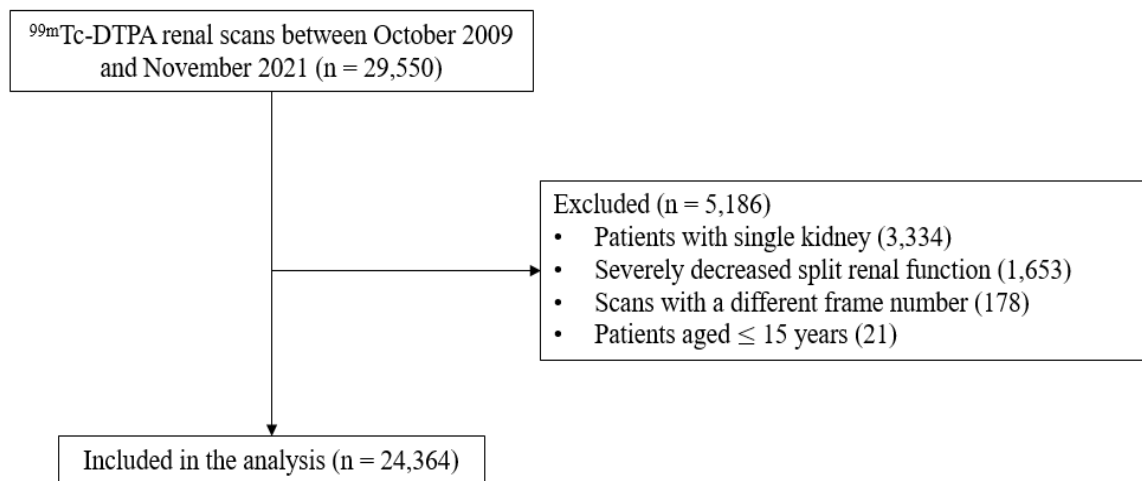 ⁹⁹ᵐTc-DTPA renal scans between October 2009
and November 2021 (n = 29,550)
Excluded (n = 5,186)
• Patients with single kidney (3,334)
• Severely decreased split renal function (1,653)
• Scans with a different frame number (178)
• Patients aged ≤ 15 years (21)
Included in the analysis (n = 24,364)